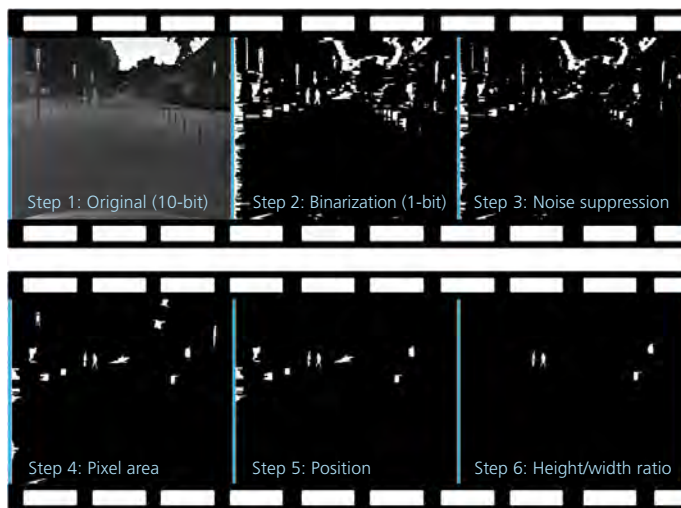 Step 1: Original (10-bit)
Step 2: Binarization (1-bit)
Step 3: Noise suppression
Step 4: Pixel area
Step 5: Position
Step 6: Height/width ratio